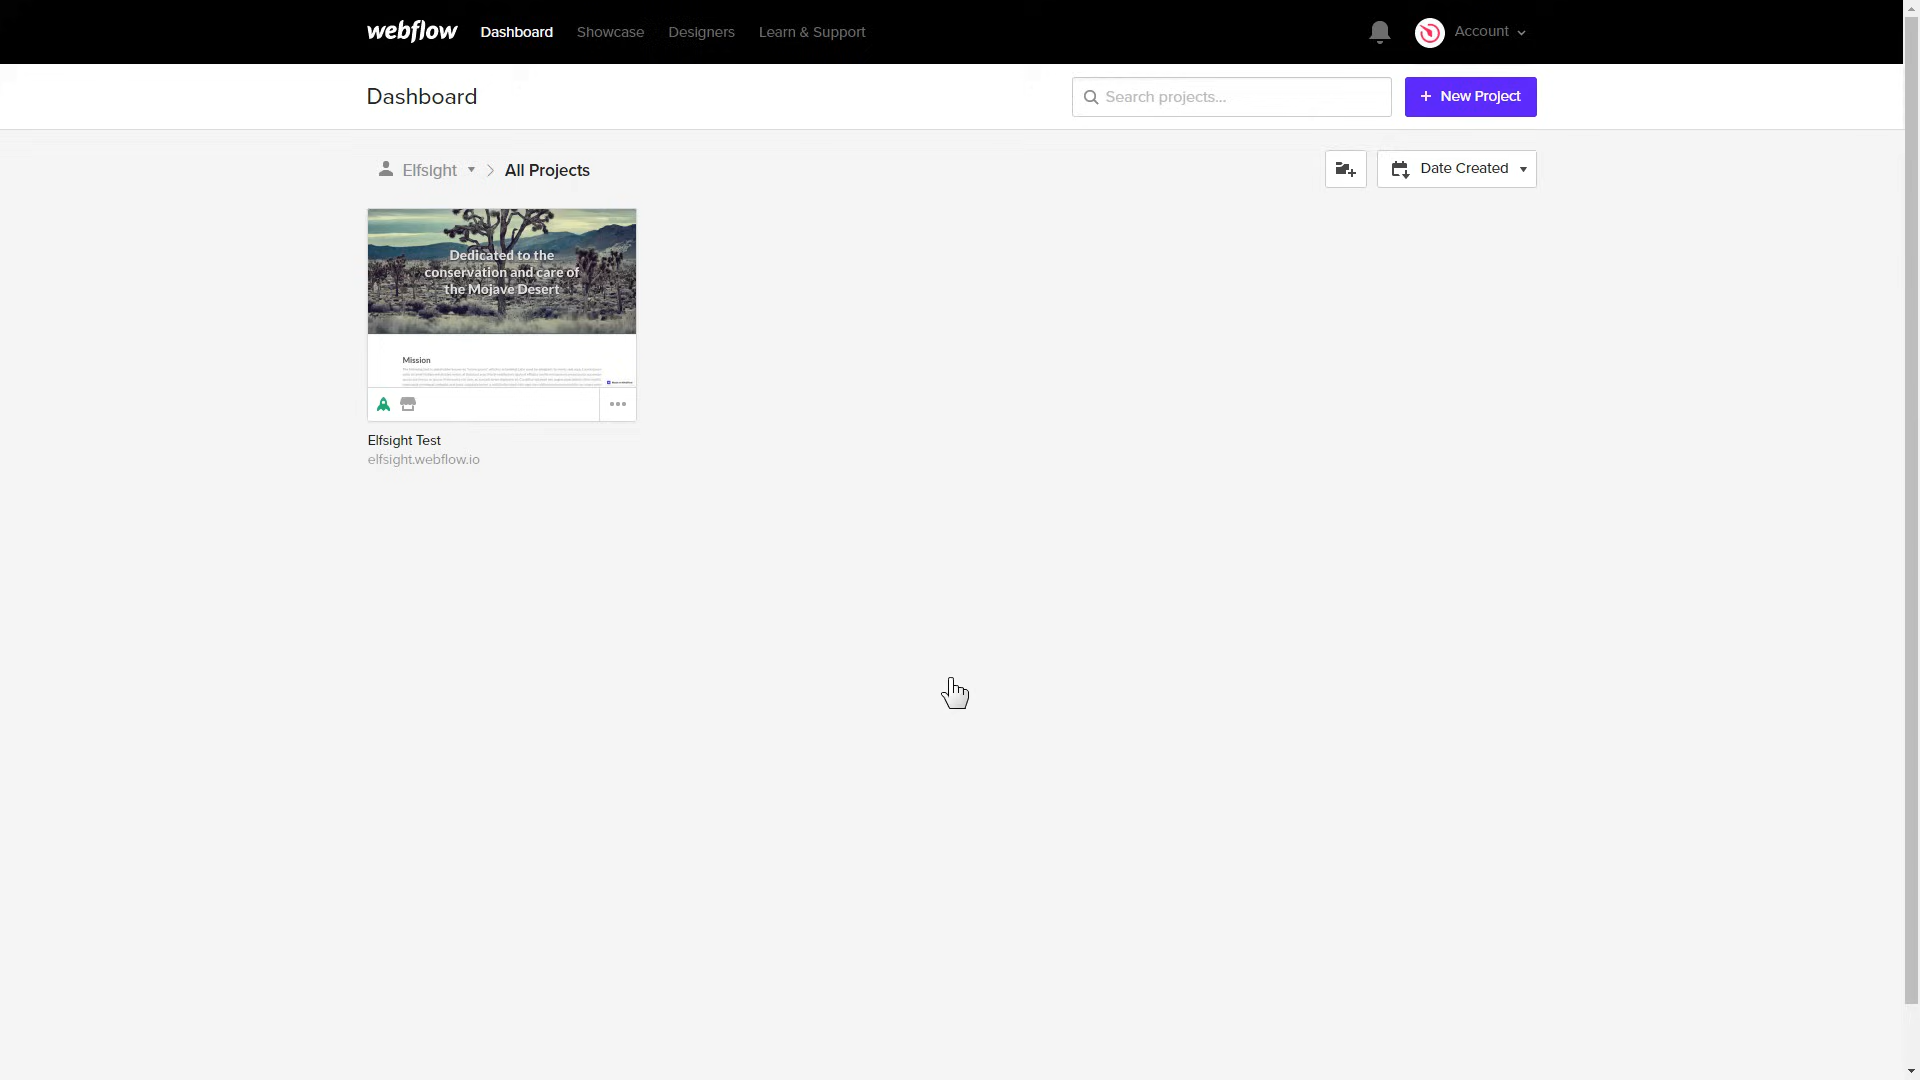 webflow Dashboard Showcase Designers Learn & Support Account
Dashboard
Search projects...
+ New Project
Elfsight > All Projects
Date Created
Dedicated to the
conservation and care of
the Mojave Desert
Mission
Elfsight Test
elfsight.webflow.io